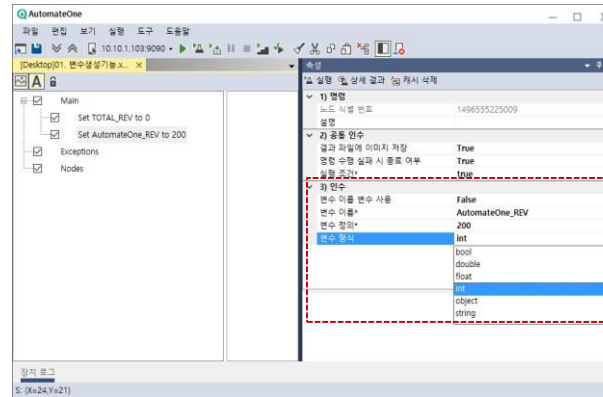 AutomateOne
파일 편집 보기 실행 도구 도움말
10.10.1.103:9090
[Desktop]01. 변수생성기능.x...
A
Main
Set TOTAL_REV to 0
Set AutomateOne_REV to 200
Exceptions
Nodes
속성
실행 상세 결과 캐시 삭제
1) 명령
노드 식별 번호 1496555225009
설명
2) 공통 인수
결과 파일에 이미지 저장 True
명령 수행 실패 시 종료 여부 True
실행 조건* true
3) 인수
변수 이름 변수 사용 False
변수 이름* AutomateOne_REV
변수 정의* 200
변수 형식 int
bool
double
float
int
object
string
장치 로그
S: {X=24,Y=21}